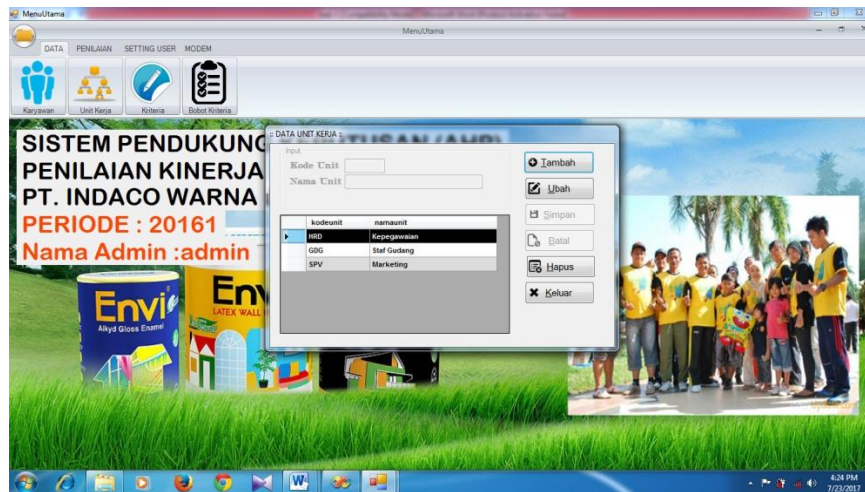 MenuUtama
MenuUtama
DATA PENILAIAN SETTING USER MODEM
Karyawan Unit Kerja Kriteria Bobot Kriteria
SISTEM PENDUKUNG
PENILAIAN KINERJA
PT. INDACO WARNA
PERIODE : 20161
Nama Admin :admin
:: DATA UNIT KERJA ::
Input
Kode Unit
Nama Unit
kodeunit namaunit
HRD Kepegawaian
GDG Staf Gudang
SPV Marketing
Tambah
Ubah
Simpan
Batal
Hapus
Keluar
Envi
Alkyd Gloss Enamel
Env
LATEX WALL
4:24 PM
7/23/2017